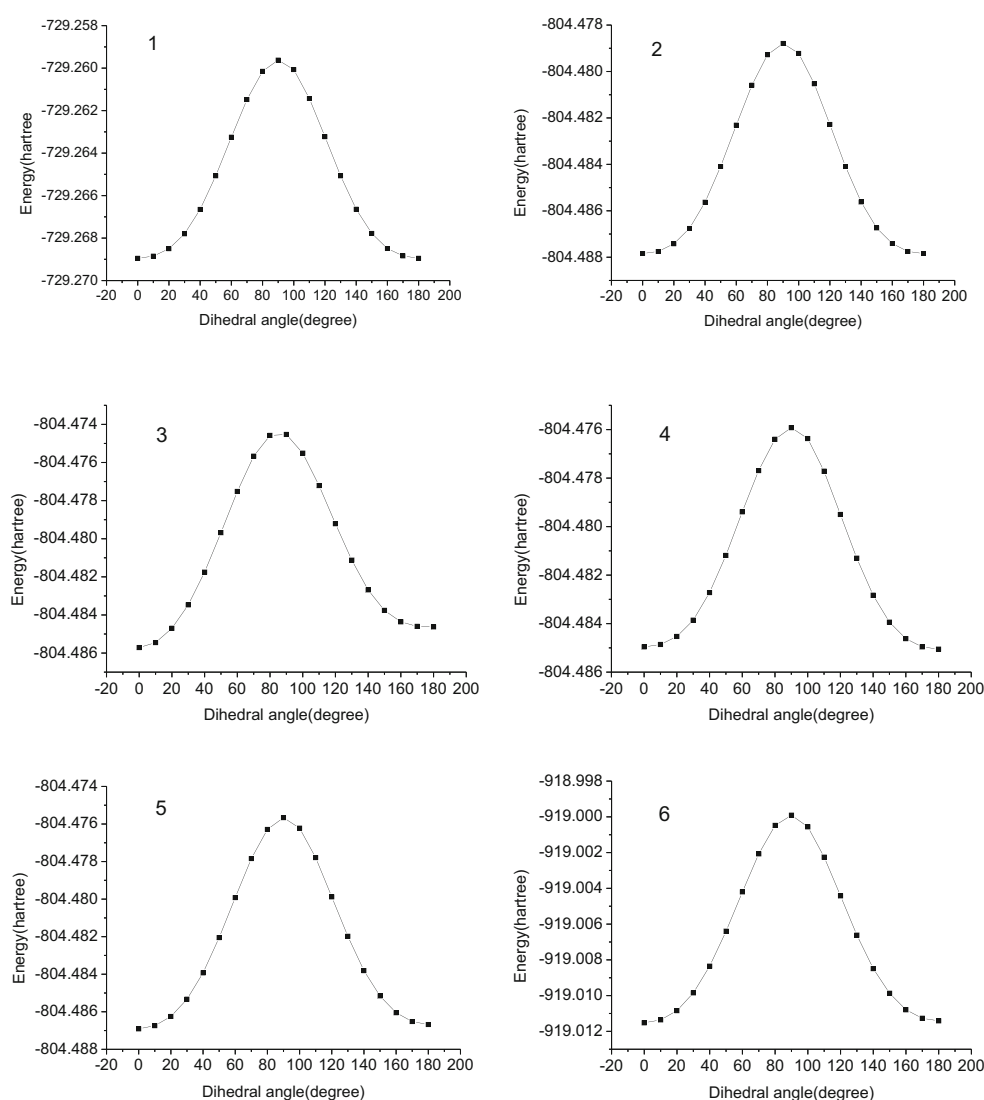 1
-729.258
-729.260
-729.262
-729.264
-729.266
-729.268
-729.270
Energy(hartree
-20 0 20 40 60 80 100 120 140 160 180 200
Dihedral angle(degree)
2
-804.478
-804.480
-804.482
-804.484
-804.486
-804.488
Energy(hartree)
-20 0 20 40 60 80 100 120 140 160 180 200
Dihedral angle(degree)
3
-804.474
-804.476
-804.478
-804.480
-804.482
-804.484
-804.486
Energy(hartree)
-20 0 20 40 60 80 100 120 140 160 180 200
Dihedral angle(degree)
4
-804.476
-804.478
-804.480
-804.482
-804.484
-804.486
Energy(hartree)
-20 0 20 40 60 80 100 120 140 160 180 200
Dihedral angle(degree)
5
-804.474
-804.476
-804.478
-804.480
-804.482
-804.484
-804.486
-804.488
Energy(hartree)
-20 0 20 40 60 80 100 120 140 160 180 200
Dihedral angle(degree)
6
-918.998
-919.000
-919.002
-919.004
-919.006
-919.008
-919.010
-919.012
Energy(hartree)
-20 0 20 40 60 80 100 120 140 160 180 200
Dihedral angle(degree)